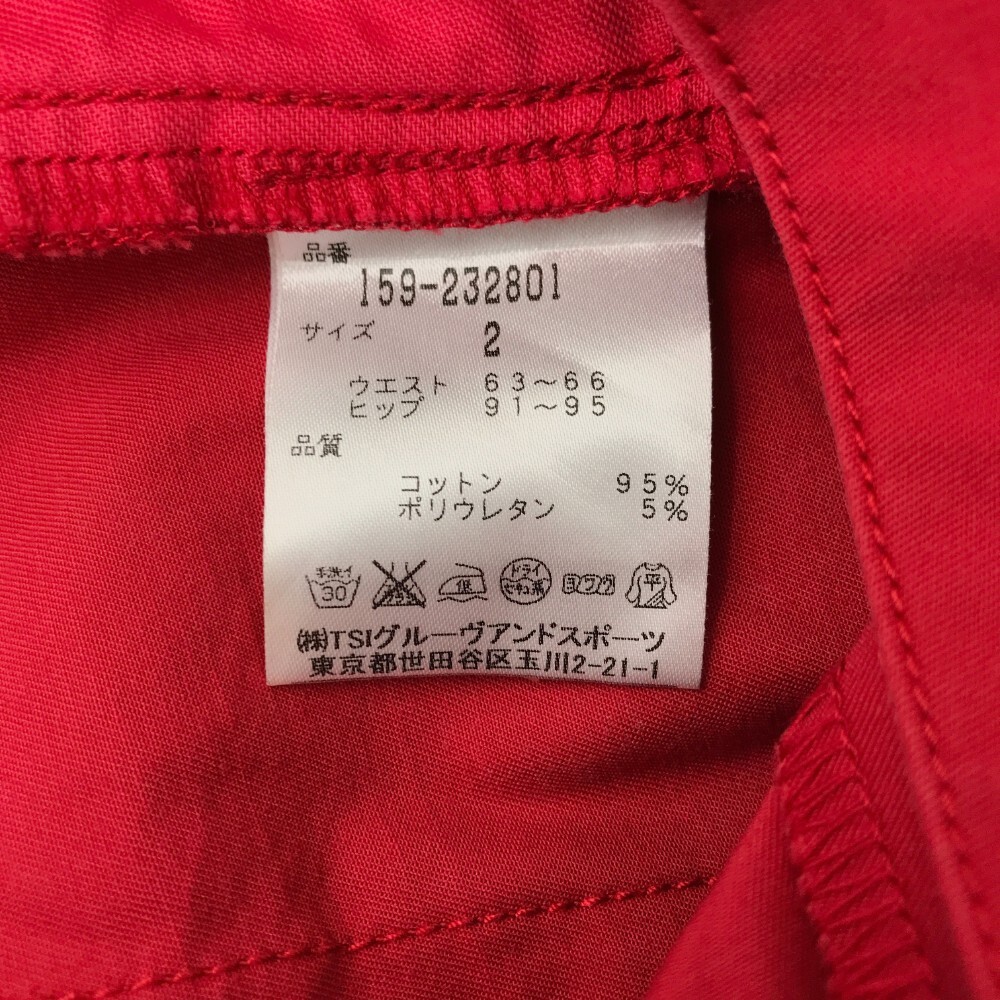 品番
159-232801
サイズ 2
ウエスト 63～66
ヒップ 91～95
品質
コットン 95%
ポリウレタン 5%
手洗イ 30 低 ドライ セキユ系 ヨワク 平
㈱TSIグルーヴアンドスポーツ
東京都世田谷区玉川2-21-1